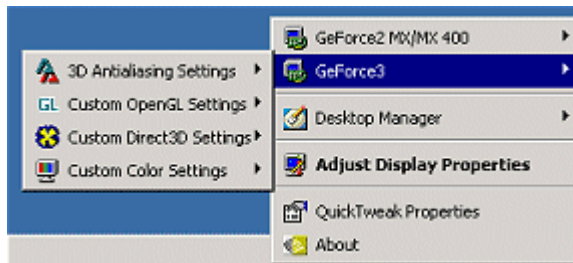 GeForce2 MX/MX 400
GeForce3
Desktop Manager
Adjust Display Properties
QuickTweak Properties
About
3D Antialiasing Settings
GL Custom OpenGL Settings
Custom Direct3D Settings
Custom Color Settings